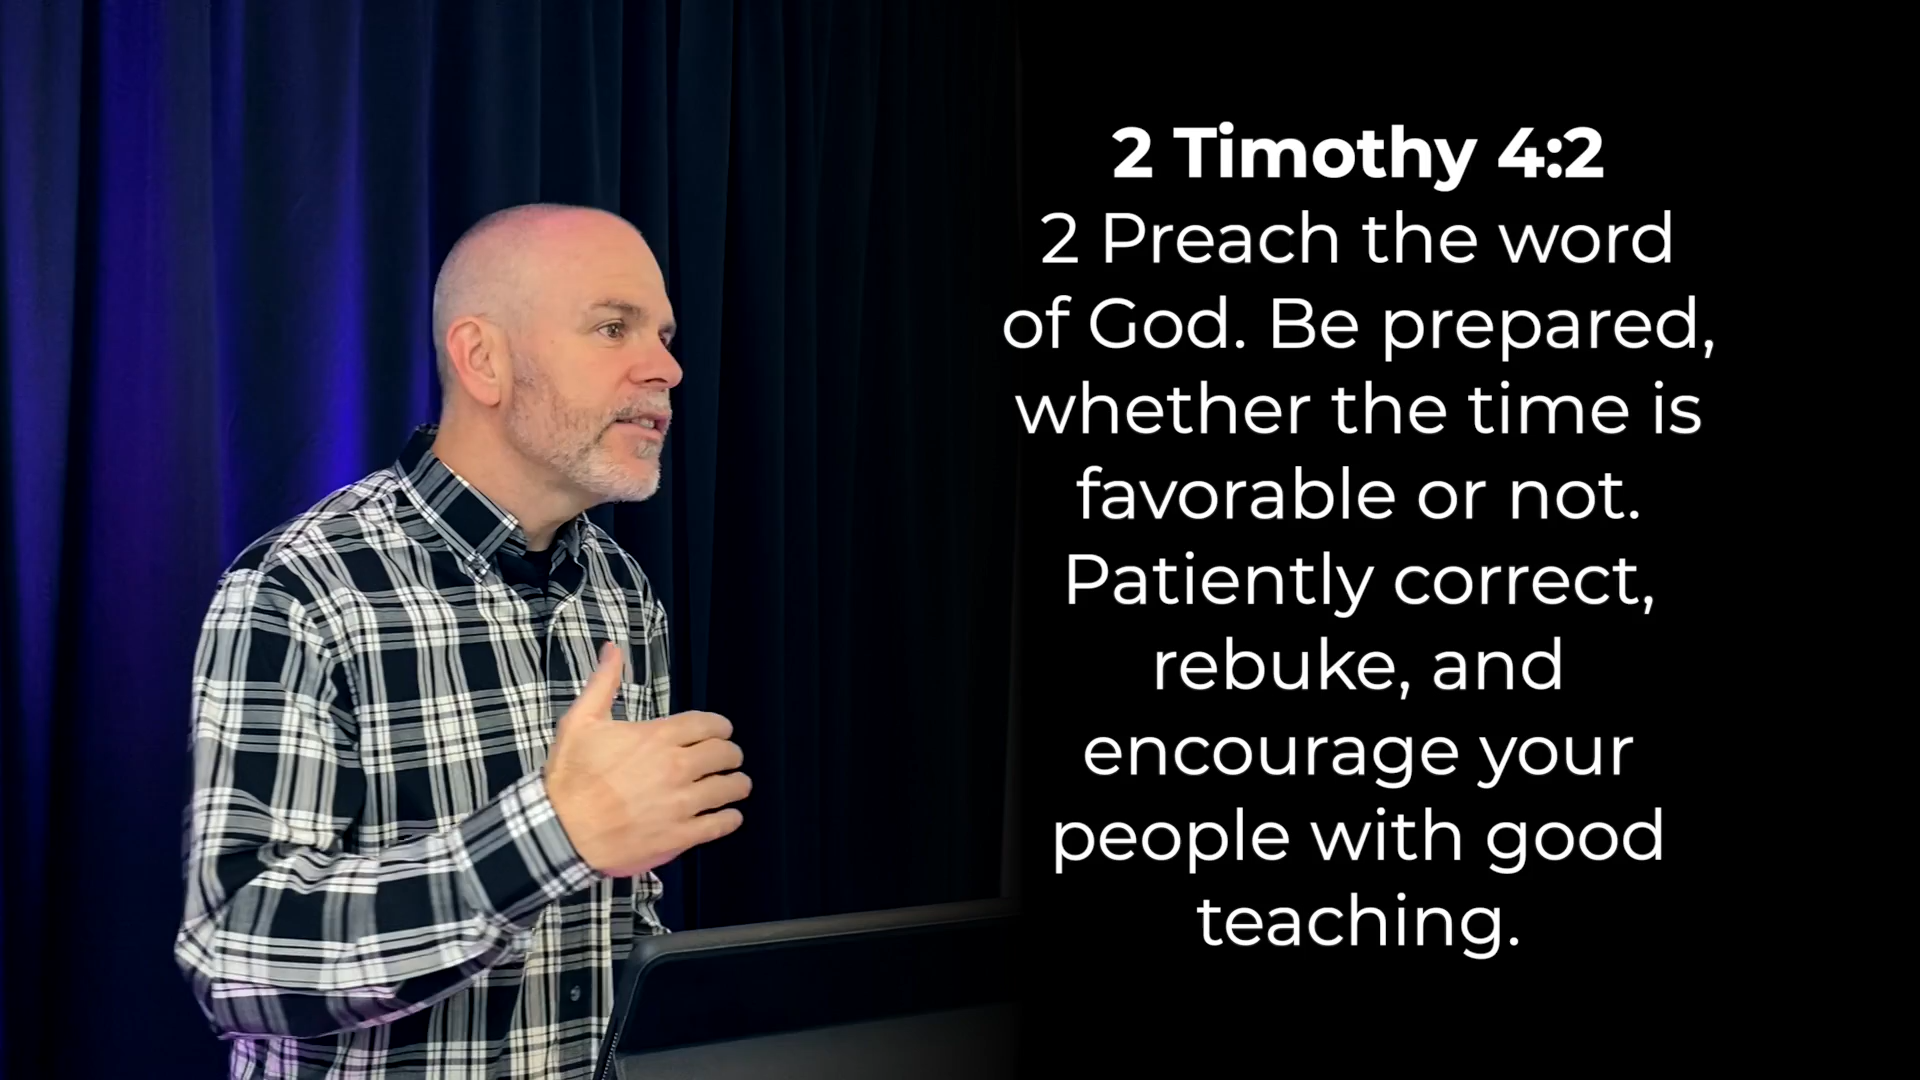 2 Timothy 4:2
2 Preach the word
of God. Be prepared,
whether the time is
favorable or not.
Patiently correct,
rebuke, and
encourage your
people with good
teaching.